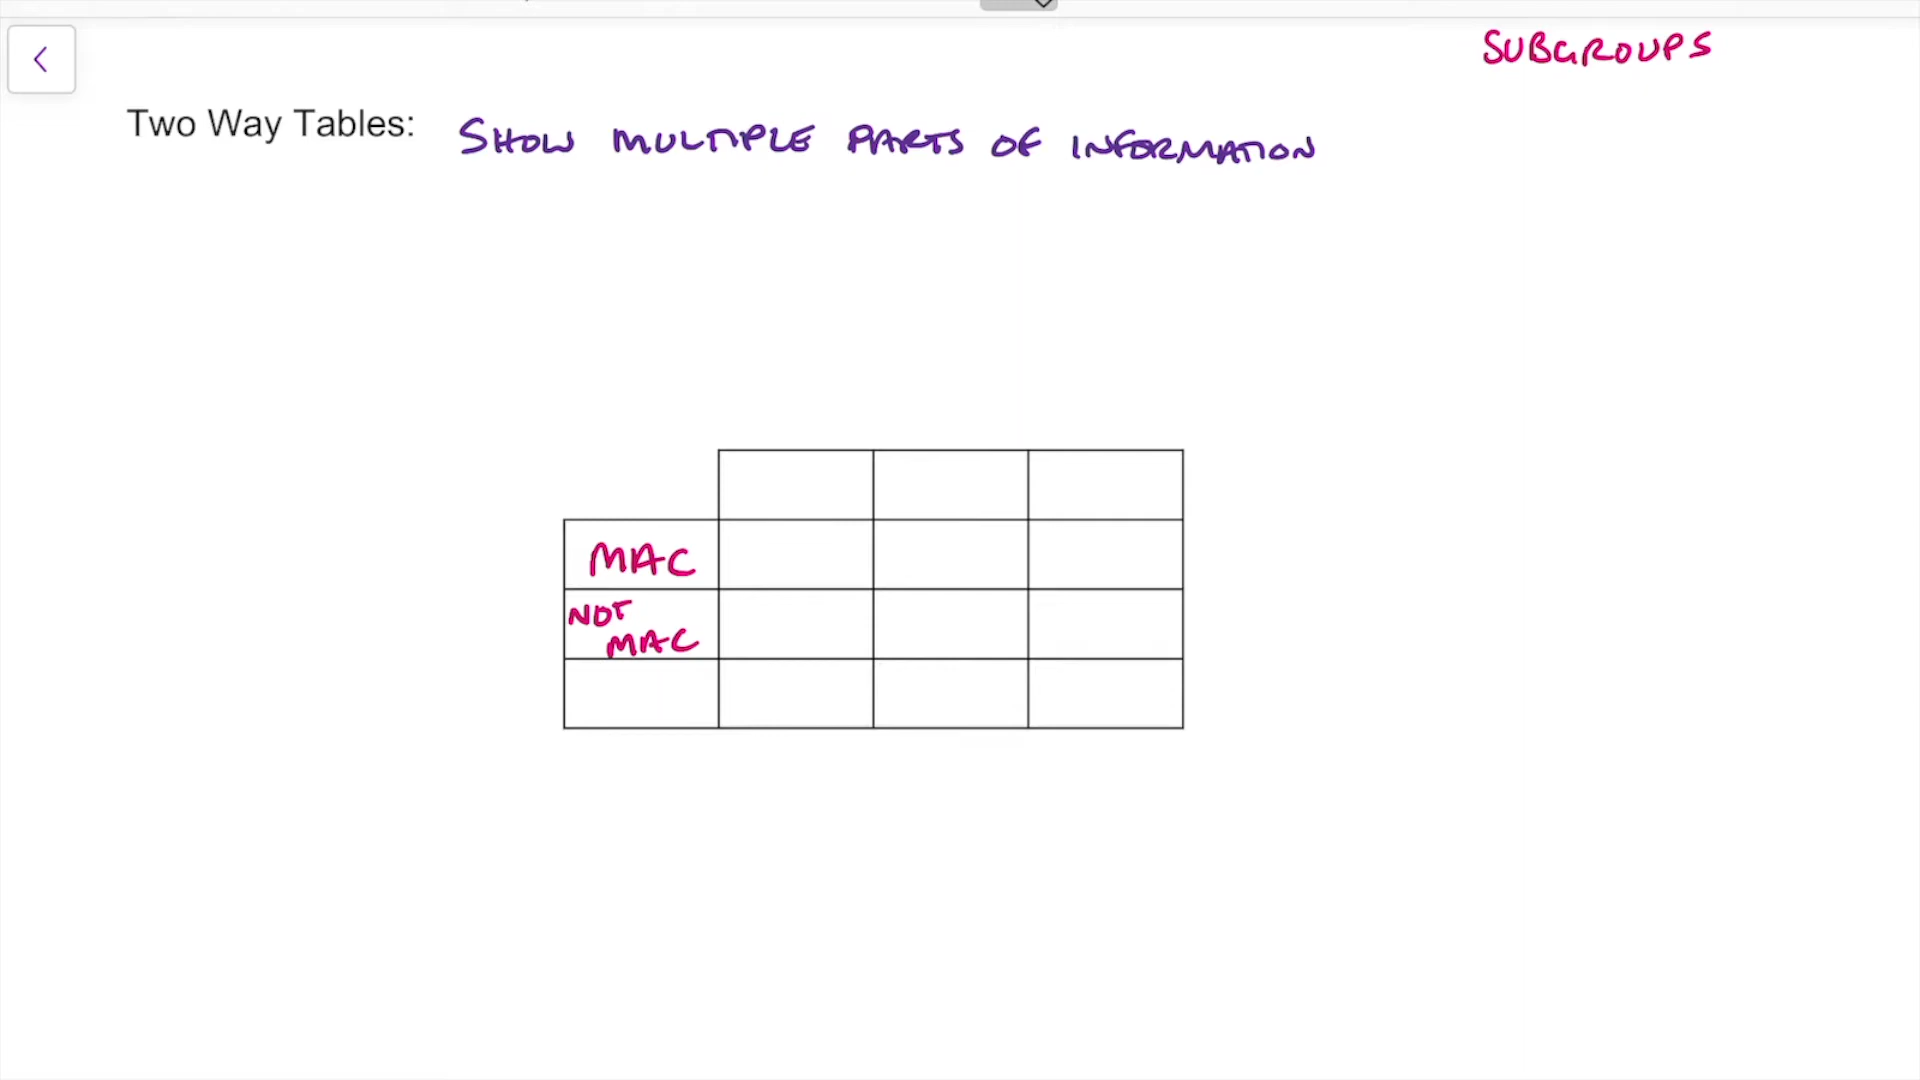 SUBGROUPS
Two Way Tables: SHOW MULTIPLE PARTS OF INFORMATION
MAC
NOT
MAC